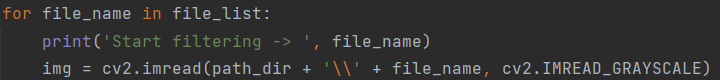 for file_name in file_list:
    print('Start filtering -> ', file_name)
    img = cv2.imread(path_dir + '\\' + file_name, cv2.IMREAD_GRAYSCALE)